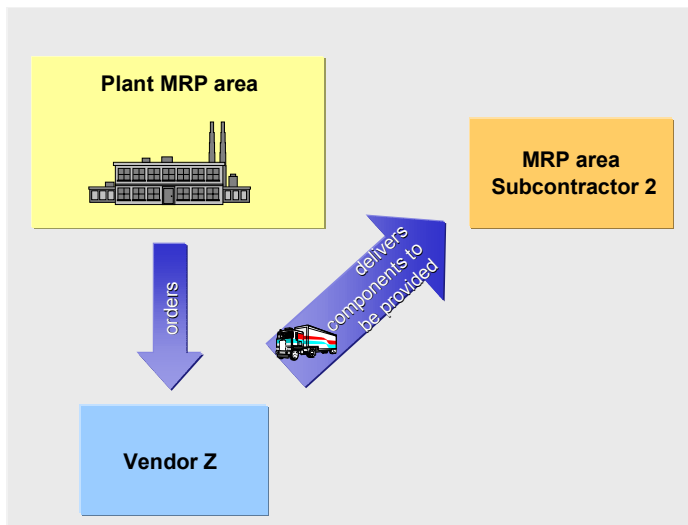 Plant MRP area
MRP area
Subcontractor 2
orders
delivers
components to
be provided
Vendor Z